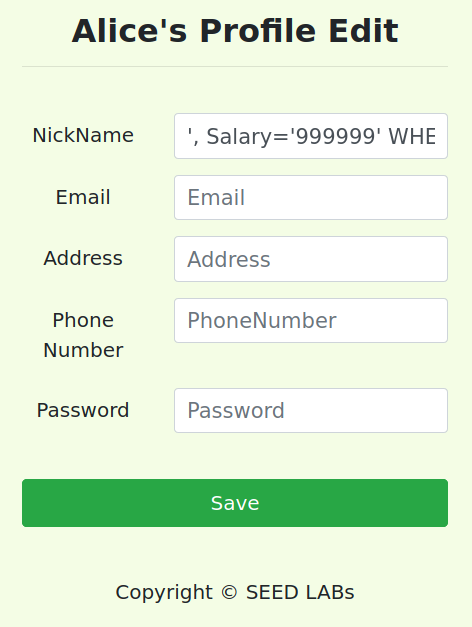 Alice's Profile Edit
NickName
', Salary='999999' WHE
Email
Email
Address
Address
Phone
Number
PhoneNumber
Password
Password
Save
Copyright © SEED LABs